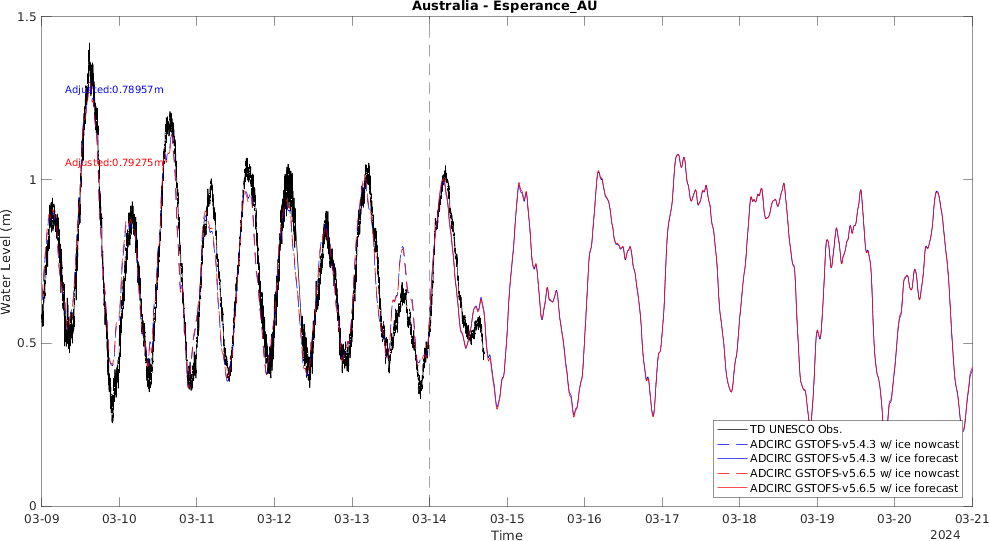 Australia - Esperance_AU
1.5
Adjusted:0.78957m
Adjusted:0.79275m
1
Water Level (m)
0.5
TD UNESCO Obs.
ADCIRC GSTOFS-v5.4.3 w/ ice nowcast
ADCIRC GSTOFS-v5.4.3 w/ ice forecast
ADCIRC GSTOFS-v5.6.5 w/ ice nowcast
ADCIRC GSTOFS-v5.6.5 w/ ice forecast
0
03-09 03-10 03-11 03-12 03-13 03-14 03-15 03-16 03-17 03-18 03-19 03-20 03-21
Time
2024